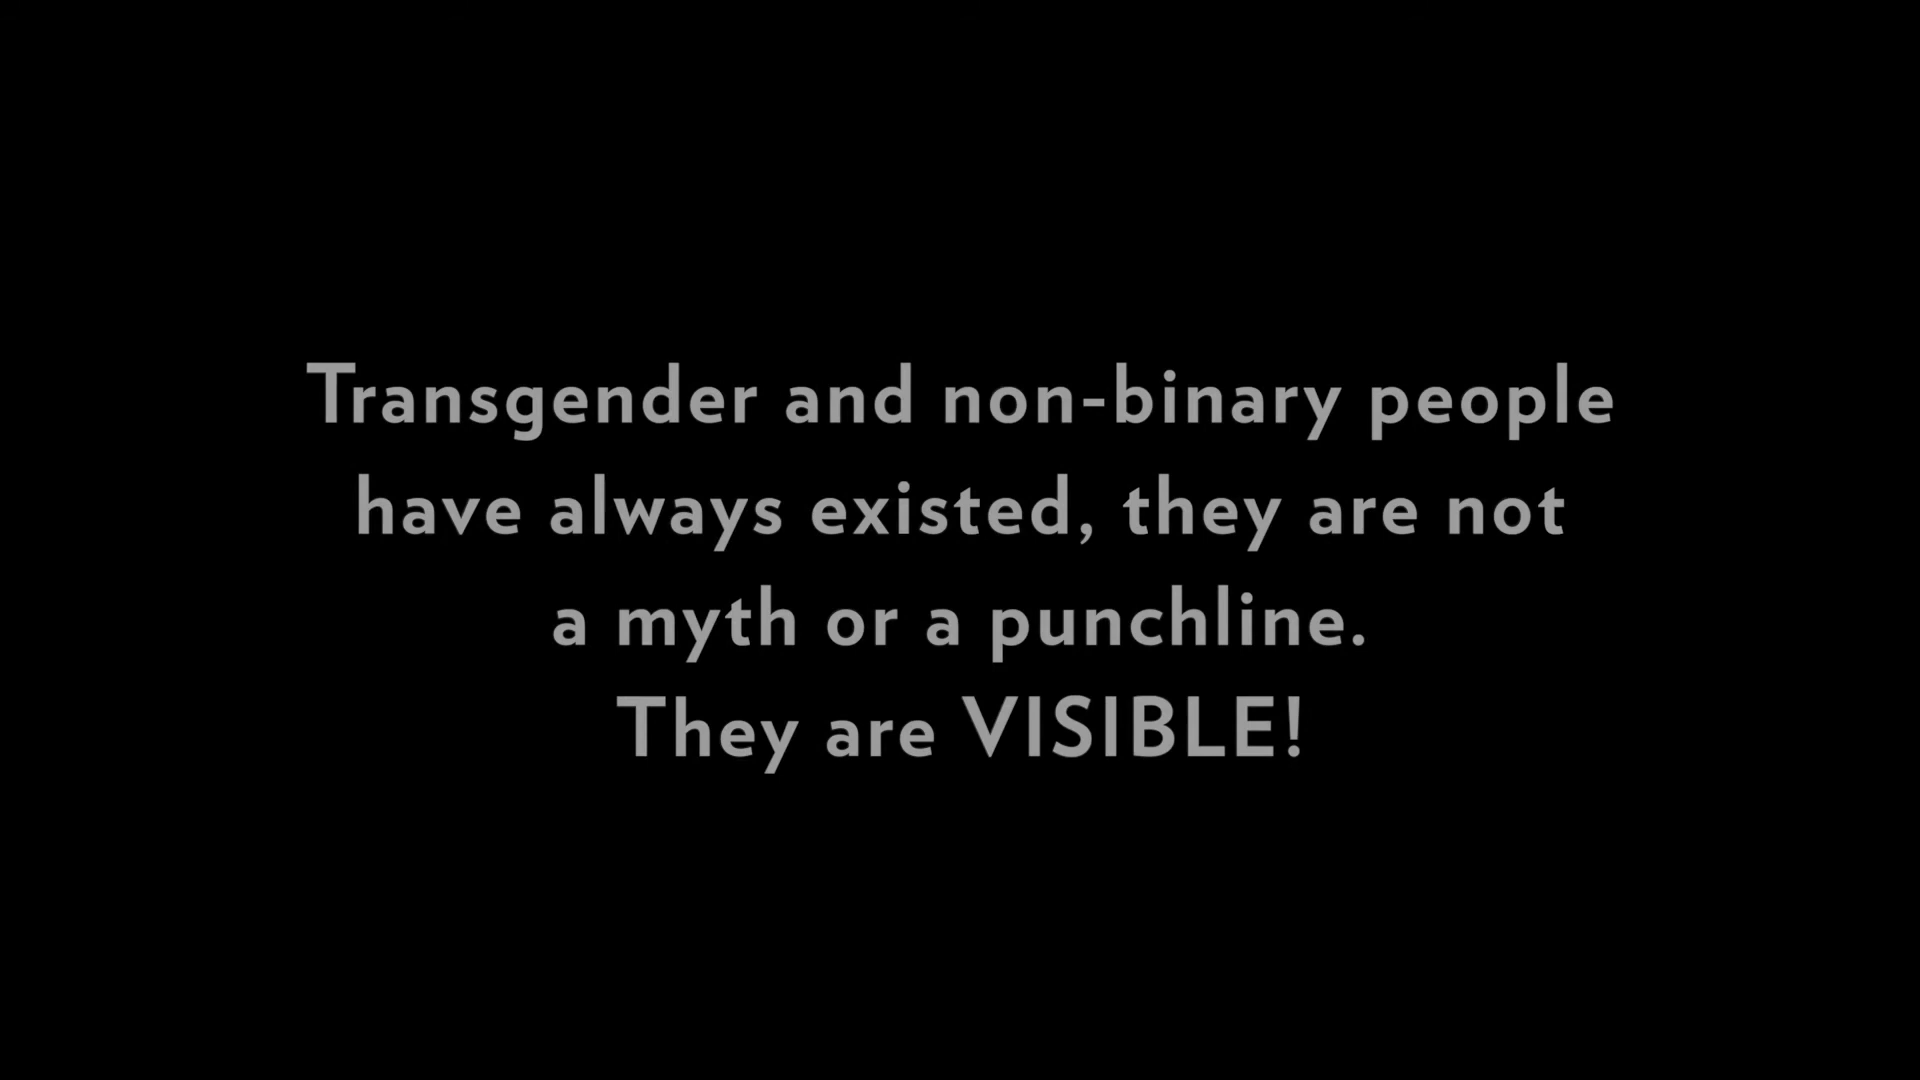 Transgender and non-binary people
have always existed, they are not
a myth or a punchline.
They are VISIBLE!